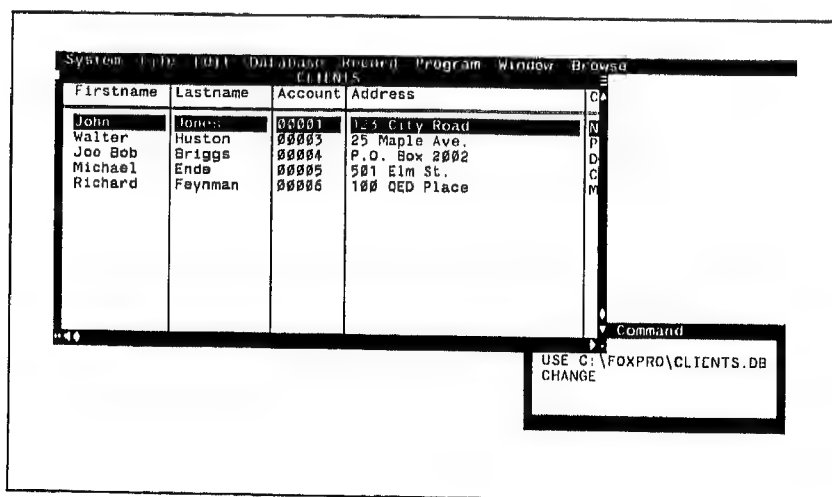 System File Edit Database Record Program Window Browse
CLIENTS
Firstname Lastname Account Address C
John Jones 00001 123 City Road N
Walter Huston 00003 25 Maple Ave. P
Joo Bob Briggs 00004 P.O. Box 2002 D
Michael Ende 00005 501 Elm St. C
Richard Feynman 00006 100 QED Place M
Command
USE C:\FOXPRO\CLIENTS.DB
CHANGE